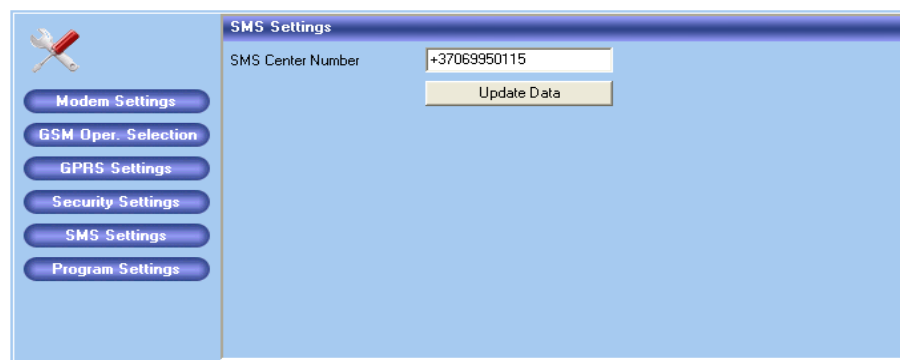 SMS Settings
SMS Center Number
+37069950115
Update Data
Modem Settings
GSM Oper. Selection
GPRS Settings
Security Settings
SMS Settings
Program Settings